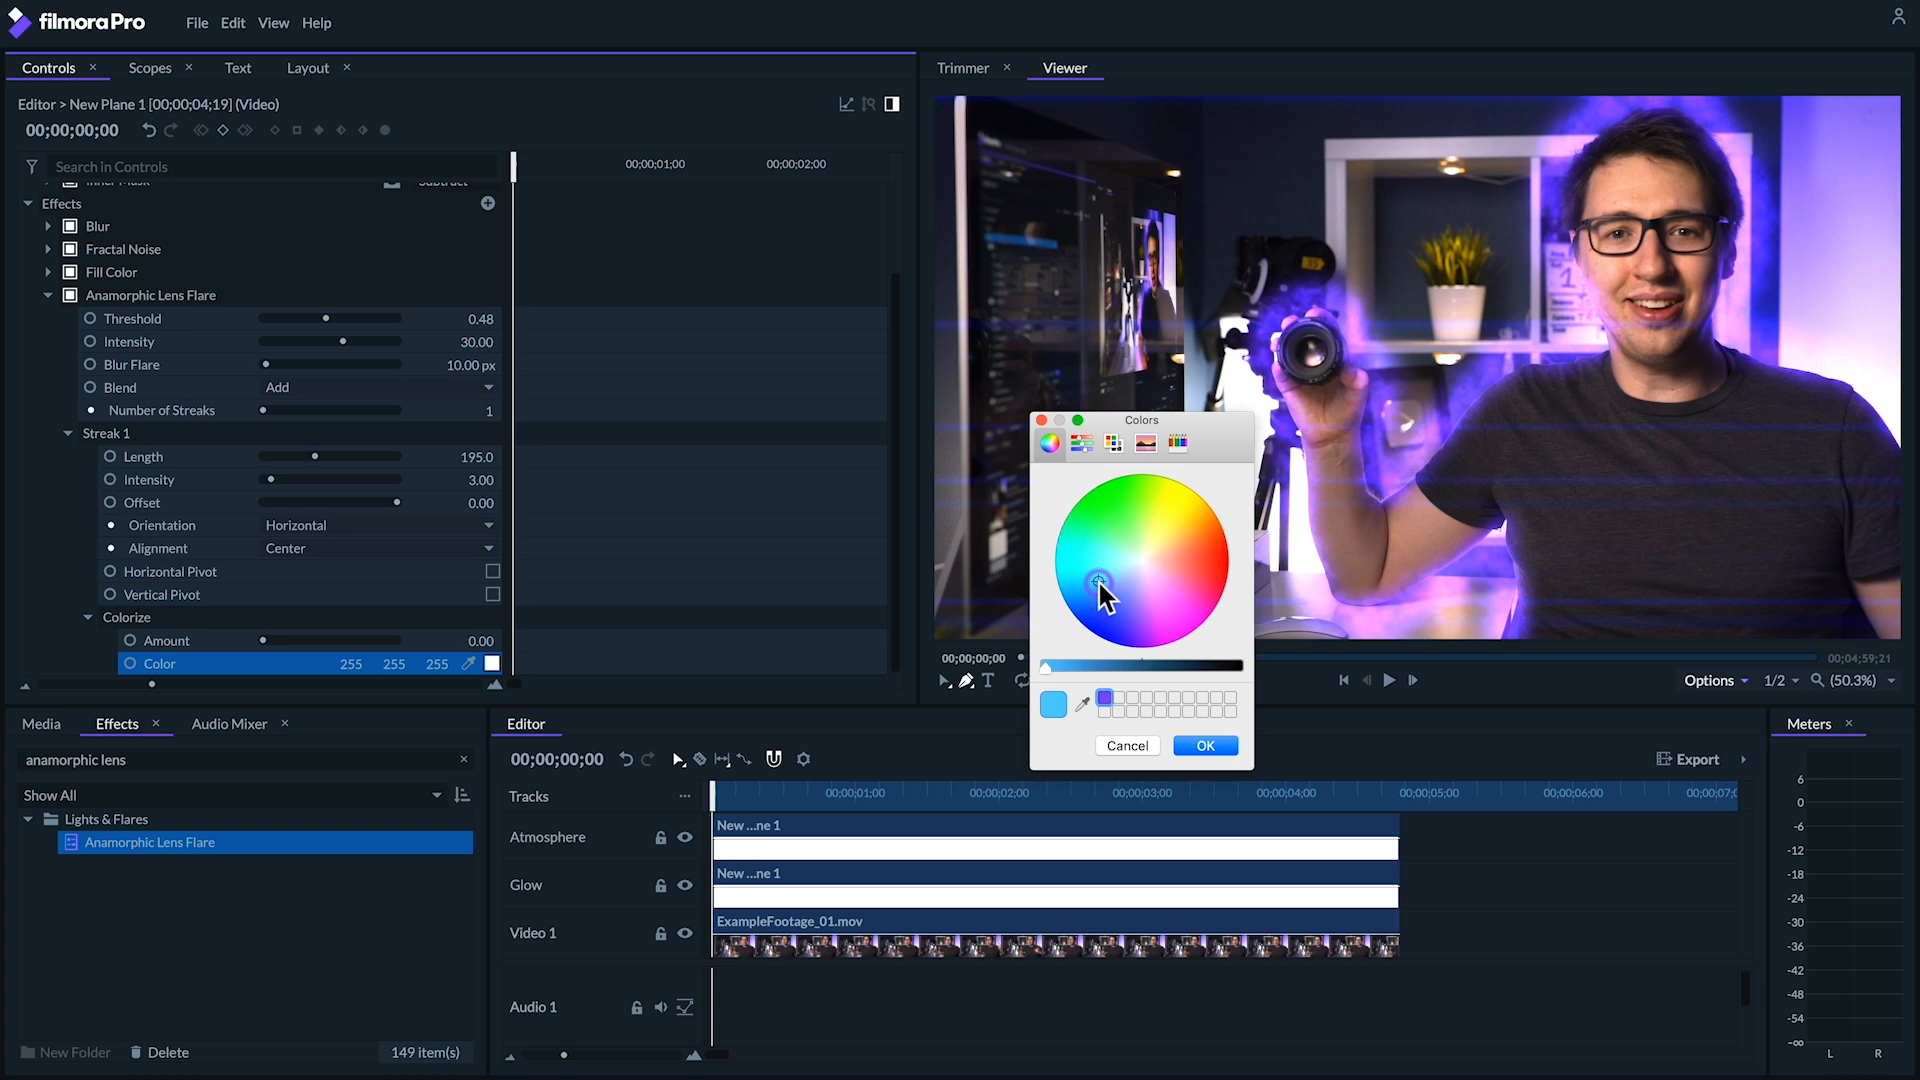 filmoraPro File Edit View Help
Controls × Scopes × Text Layout ×
Trimmer × Viewer
Editor > New Plane 1 [00;00;04;19] (Video)
00;00;00;00
Search in Controls
00;00;01;00 00;00;02;00
Inner Mask Subtract
Effects
Blur
Fractal Noise
Fill Color
Anamorphic Lens Flare
Threshold 0.48
Intensity 30.00
Blur Flare 10.00 px
Blend Add
Number of Streaks 1
Streak 1
Length 195.0
Intensity 3.00
Offset 0.00
Orientation Horizontal
Alignment Center
Horizontal Pivot
Vertical Pivot
Colorize
Amount 0.00
Color 255 255 255
Colors
Cancel OK
00;00;00;00 00;04;59;21
Options 1/2 (50.3%)
Media Effects × Audio Mixer ×
anamorphic lens ×
Show All
Lights & Flares
Anamorphic Lens Flare
New Folder Delete 149 item(s)
Editor
00;00;00;00
Export
Tracks ...
00;00;01;00 00;00;02;00 00;00;03;00 00;00;04;00 00;00;05;00 00;00;06;00 00;00;07;0
Atmosphere
New ...ne 1
Glow
New ...ne 1
Video 1
ExampleFootage_01.mov
Audio 1
Meters ×
6
0
-6
-12
-18
-24
-30
-36
-42
-48
-54
-∞
L R